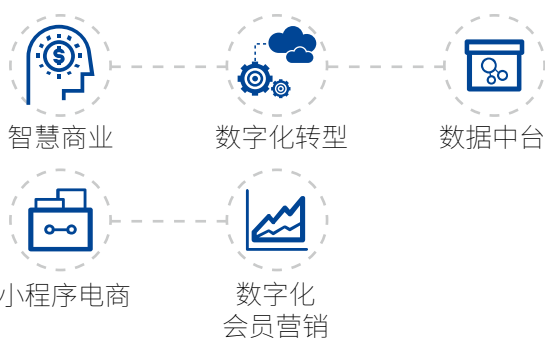 智慧商业
数字化转型
数据中台
小程序电商
数字化
会员营销